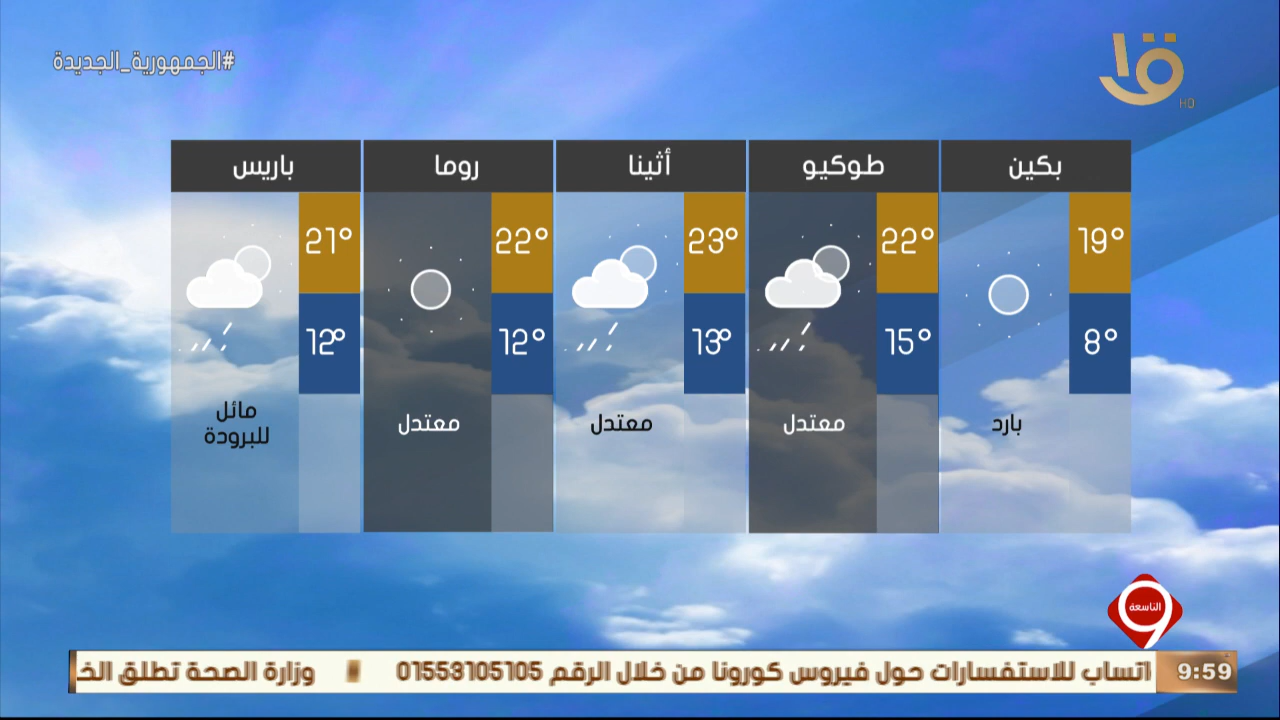 #الجمهورية_الجديدة
HD
بكين
19°
8°
بارد
طوكيو
22°
15°
معتدل
أثينا
23°
13°
معتدل
روما
22°
12°
معتدل
باريس
21°
12°
مائل
للبرودة
التاسعة
9
9:59
اتساب للاستفسارات حول فيروس كورونا من خلال الرقم 01553105105
وزارة الصحة تطلق